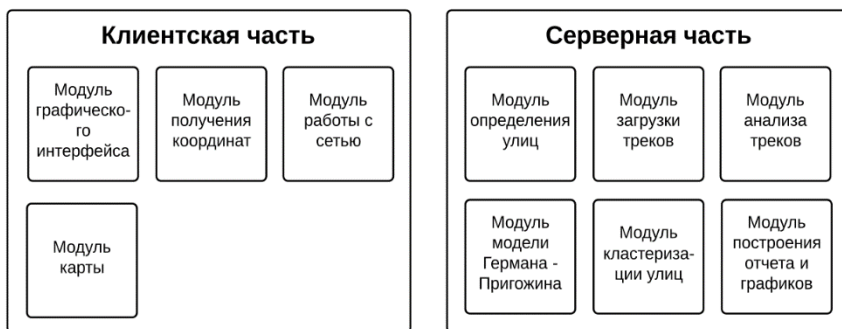 Клиентская часть
Модуль
графическо-
го
интерфейса
Модуль
получения
координат
Модуль
работы с
сетью
Модуль
карты
Серверная часть
Модуль
определения
улиц
Модуль
загрузки
треков
Модуль
анализа
треков
Модуль
модели
Германа -
Пригожина
Модуль
кластериза-
ции улиц
Модуль
построения
отчета и
графиков